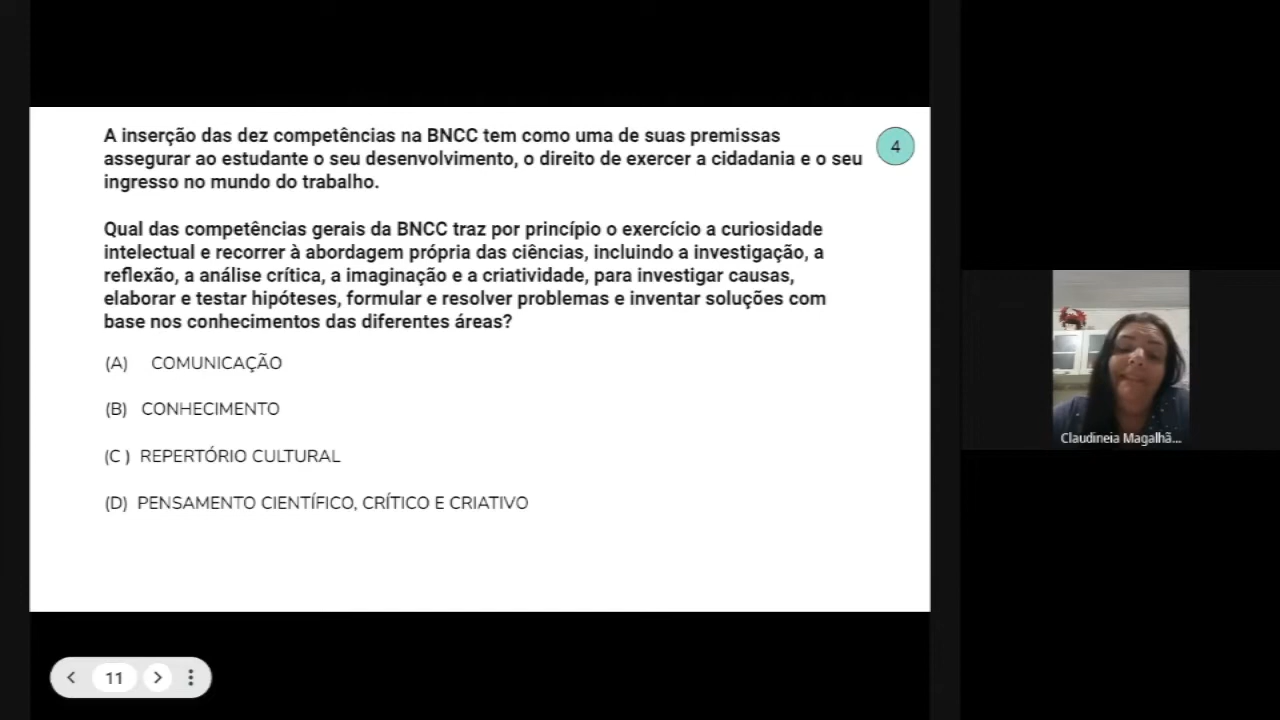 A inserção das dez competências na BNCC tem como uma de suas premissas
assegurar ao estudante o seu desenvolvimento, o direito de exercer a cidadania e o seu
ingresso no mundo do trabalho.
4
Qual das competências gerais da BNCC traz por princípio o exercício a curiosidade
intelectual e recorrer à abordagem própria das ciências, incluindo a investigação, a
reflexão, a análise crítica, a imaginação e a criatividade, para investigar causas,
elaborar e testar hipóteses, formular e resolver problemas e inventar soluções com
base nos conhecimentos das diferentes áreas?
(A) COMUNICAÇÃO
(B) CONHECIMENTO
(C ) REPERTÓRIO CULTURAL
(D) PENSAMENTO CIENTÍFICO, CRÍTICO E CRIATIVO
Claudineia Magalhã...
11